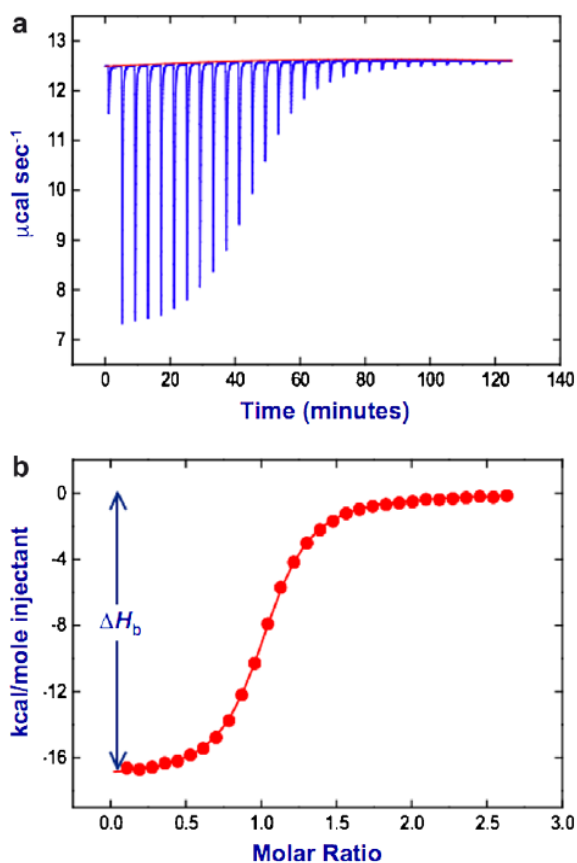 a
13
12
11
10
9
8
7
µcal sec⁻¹
0 20 40 60 80 100 120 140
Time (minutes)
b
0
-4
-8
-12
-16
kcal/mole injectant
ΔHb
0.0 0.5 1.0 1.5 2.0 2.5 3.0
Molar Ratio